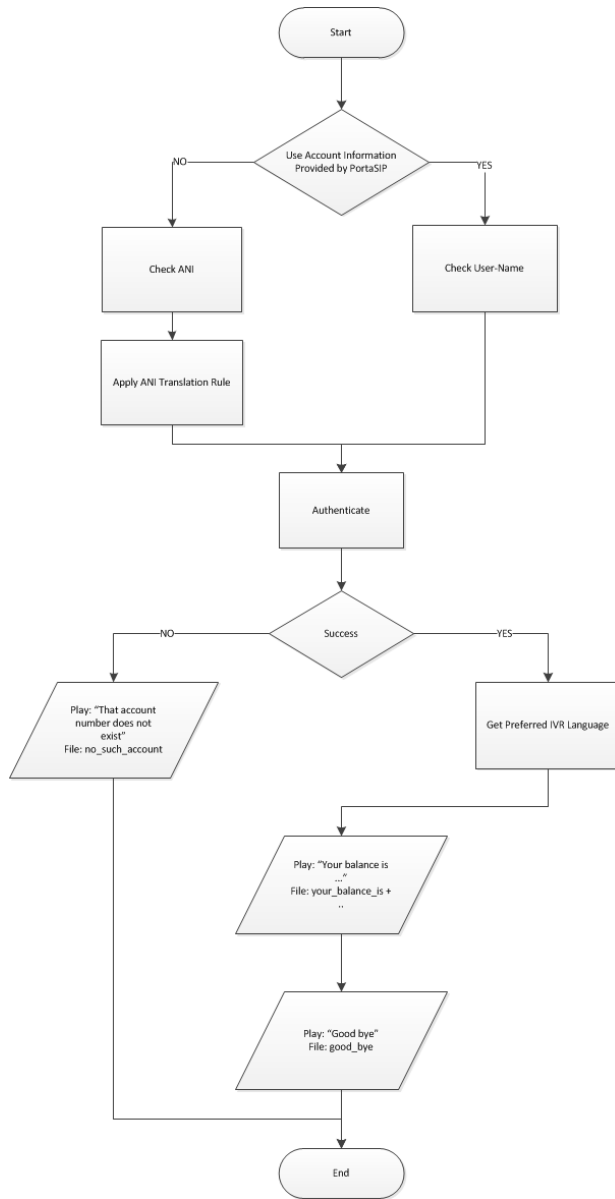 Start
Use Account Information
Provided by PortaSIP
NO
YES
Check ANI
Check User-Name
Apply ANI Translation Rule
Authenticate
Success
NO
YES
Play: “That account
number does not
exist”
File: no_such_account
Get Preferred IVR Language
Play: “Your balance is
...”
File: your_balance_is +
..
Play: “Good bye”
File: good_bye
End